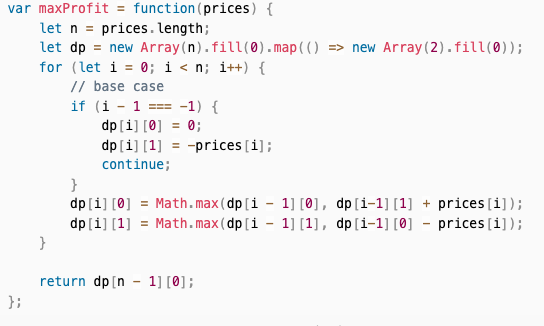 var maxProfit = function(prices) {
    let n = prices.length;
    let dp = new Array(n).fill(0).map(() => new Array(2).fill(0));
    for (let i = 0; i < n; i++) {
        // base case
        if (i - 1 === -1) {
            dp[i][0] = 0;
            dp[i][1] = -prices[i];
            continue;
        }
        dp[i][0] = Math.max(dp[i - 1][0], dp[i-1][1] + prices[i]);
        dp[i][1] = Math.max(dp[i - 1][1], dp[i-1][0] - prices[i]);
    }

    return dp[n - 1][0];
};